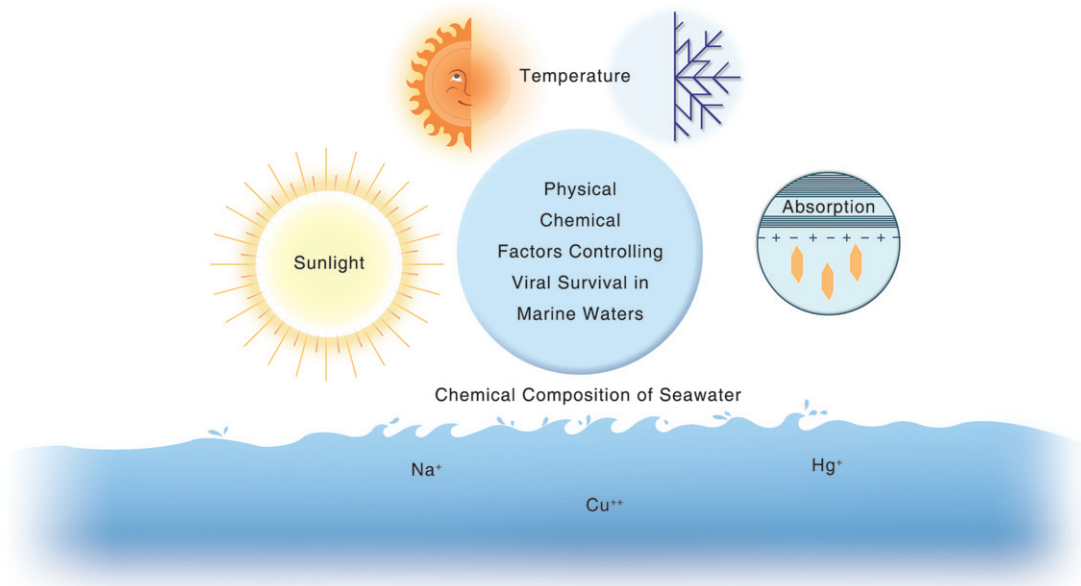 Temperature
Physical
Chemical
Factors Controlling
Viral Survival in
Marine Waters
Sunlight
Absorption
− + − + − + − + −
Chemical Composition of Seawater
Na⁺
Hg⁺
Cu⁺⁺